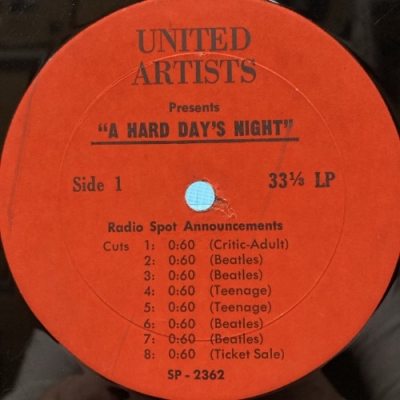 UNITED
ARTISTS
Presents
"A HARD DAY'S NIGHT"
Side 1 33⅓ LP
Radio Spot Announcements
Cuts 1: 0:60 (Critic-Adult)
2: 0:60 (Beatles)
3: 0:60 (Beatles)
4: 0:60 (Teenage)
5: 0:60 (Teenage)
6: 0:60 (Beatles)
7: 0:60 (Beatles)
8: 0:60 (Ticket Sale)
SP - 2362